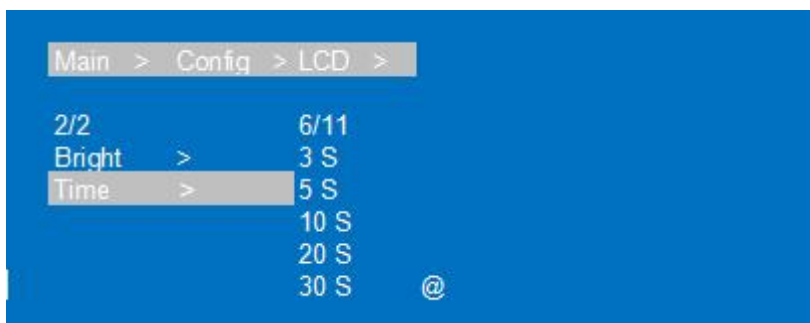 Main > Config > LCD >
2/2 6/11
Bright > 3 S
Time > 5 S
10 S
20 S
30 S @